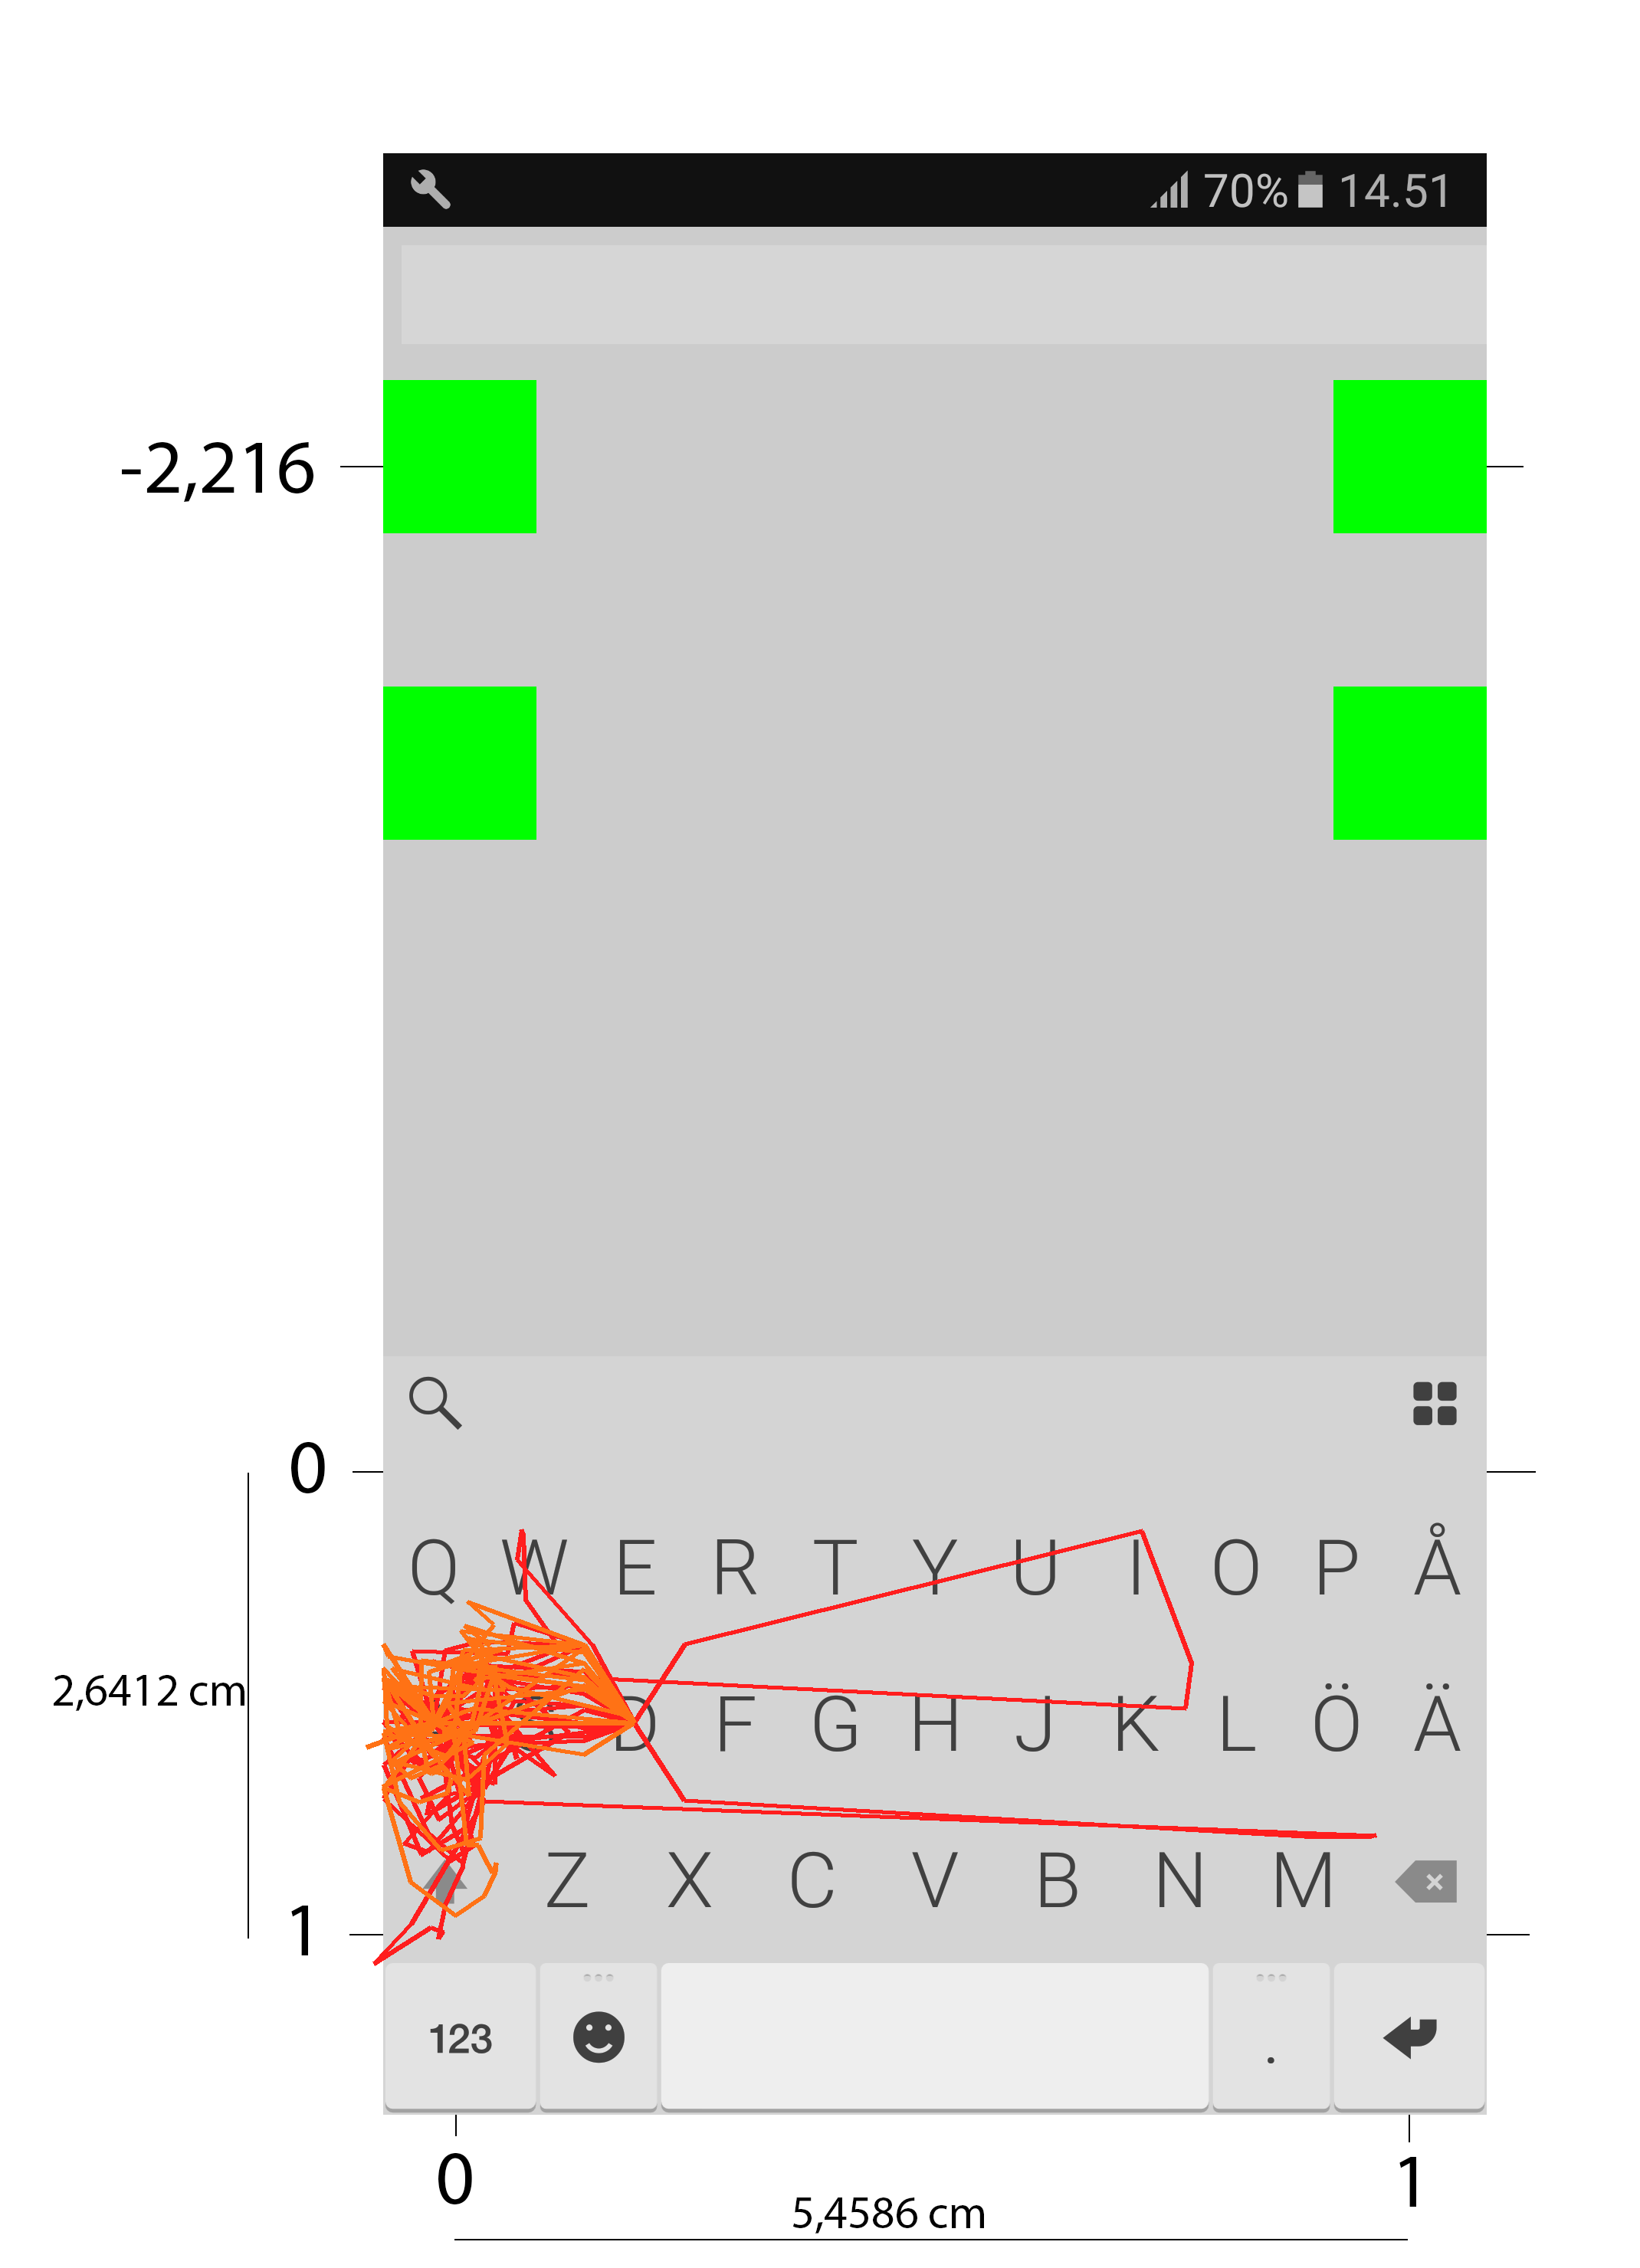 70% 14.51
-2,216
0
Q W E R T Y U I O P Å
2,6412 cm
D F G H J K L Ö Ä
Z X C V B N M
1
123 .
0 1
5,4586 cm